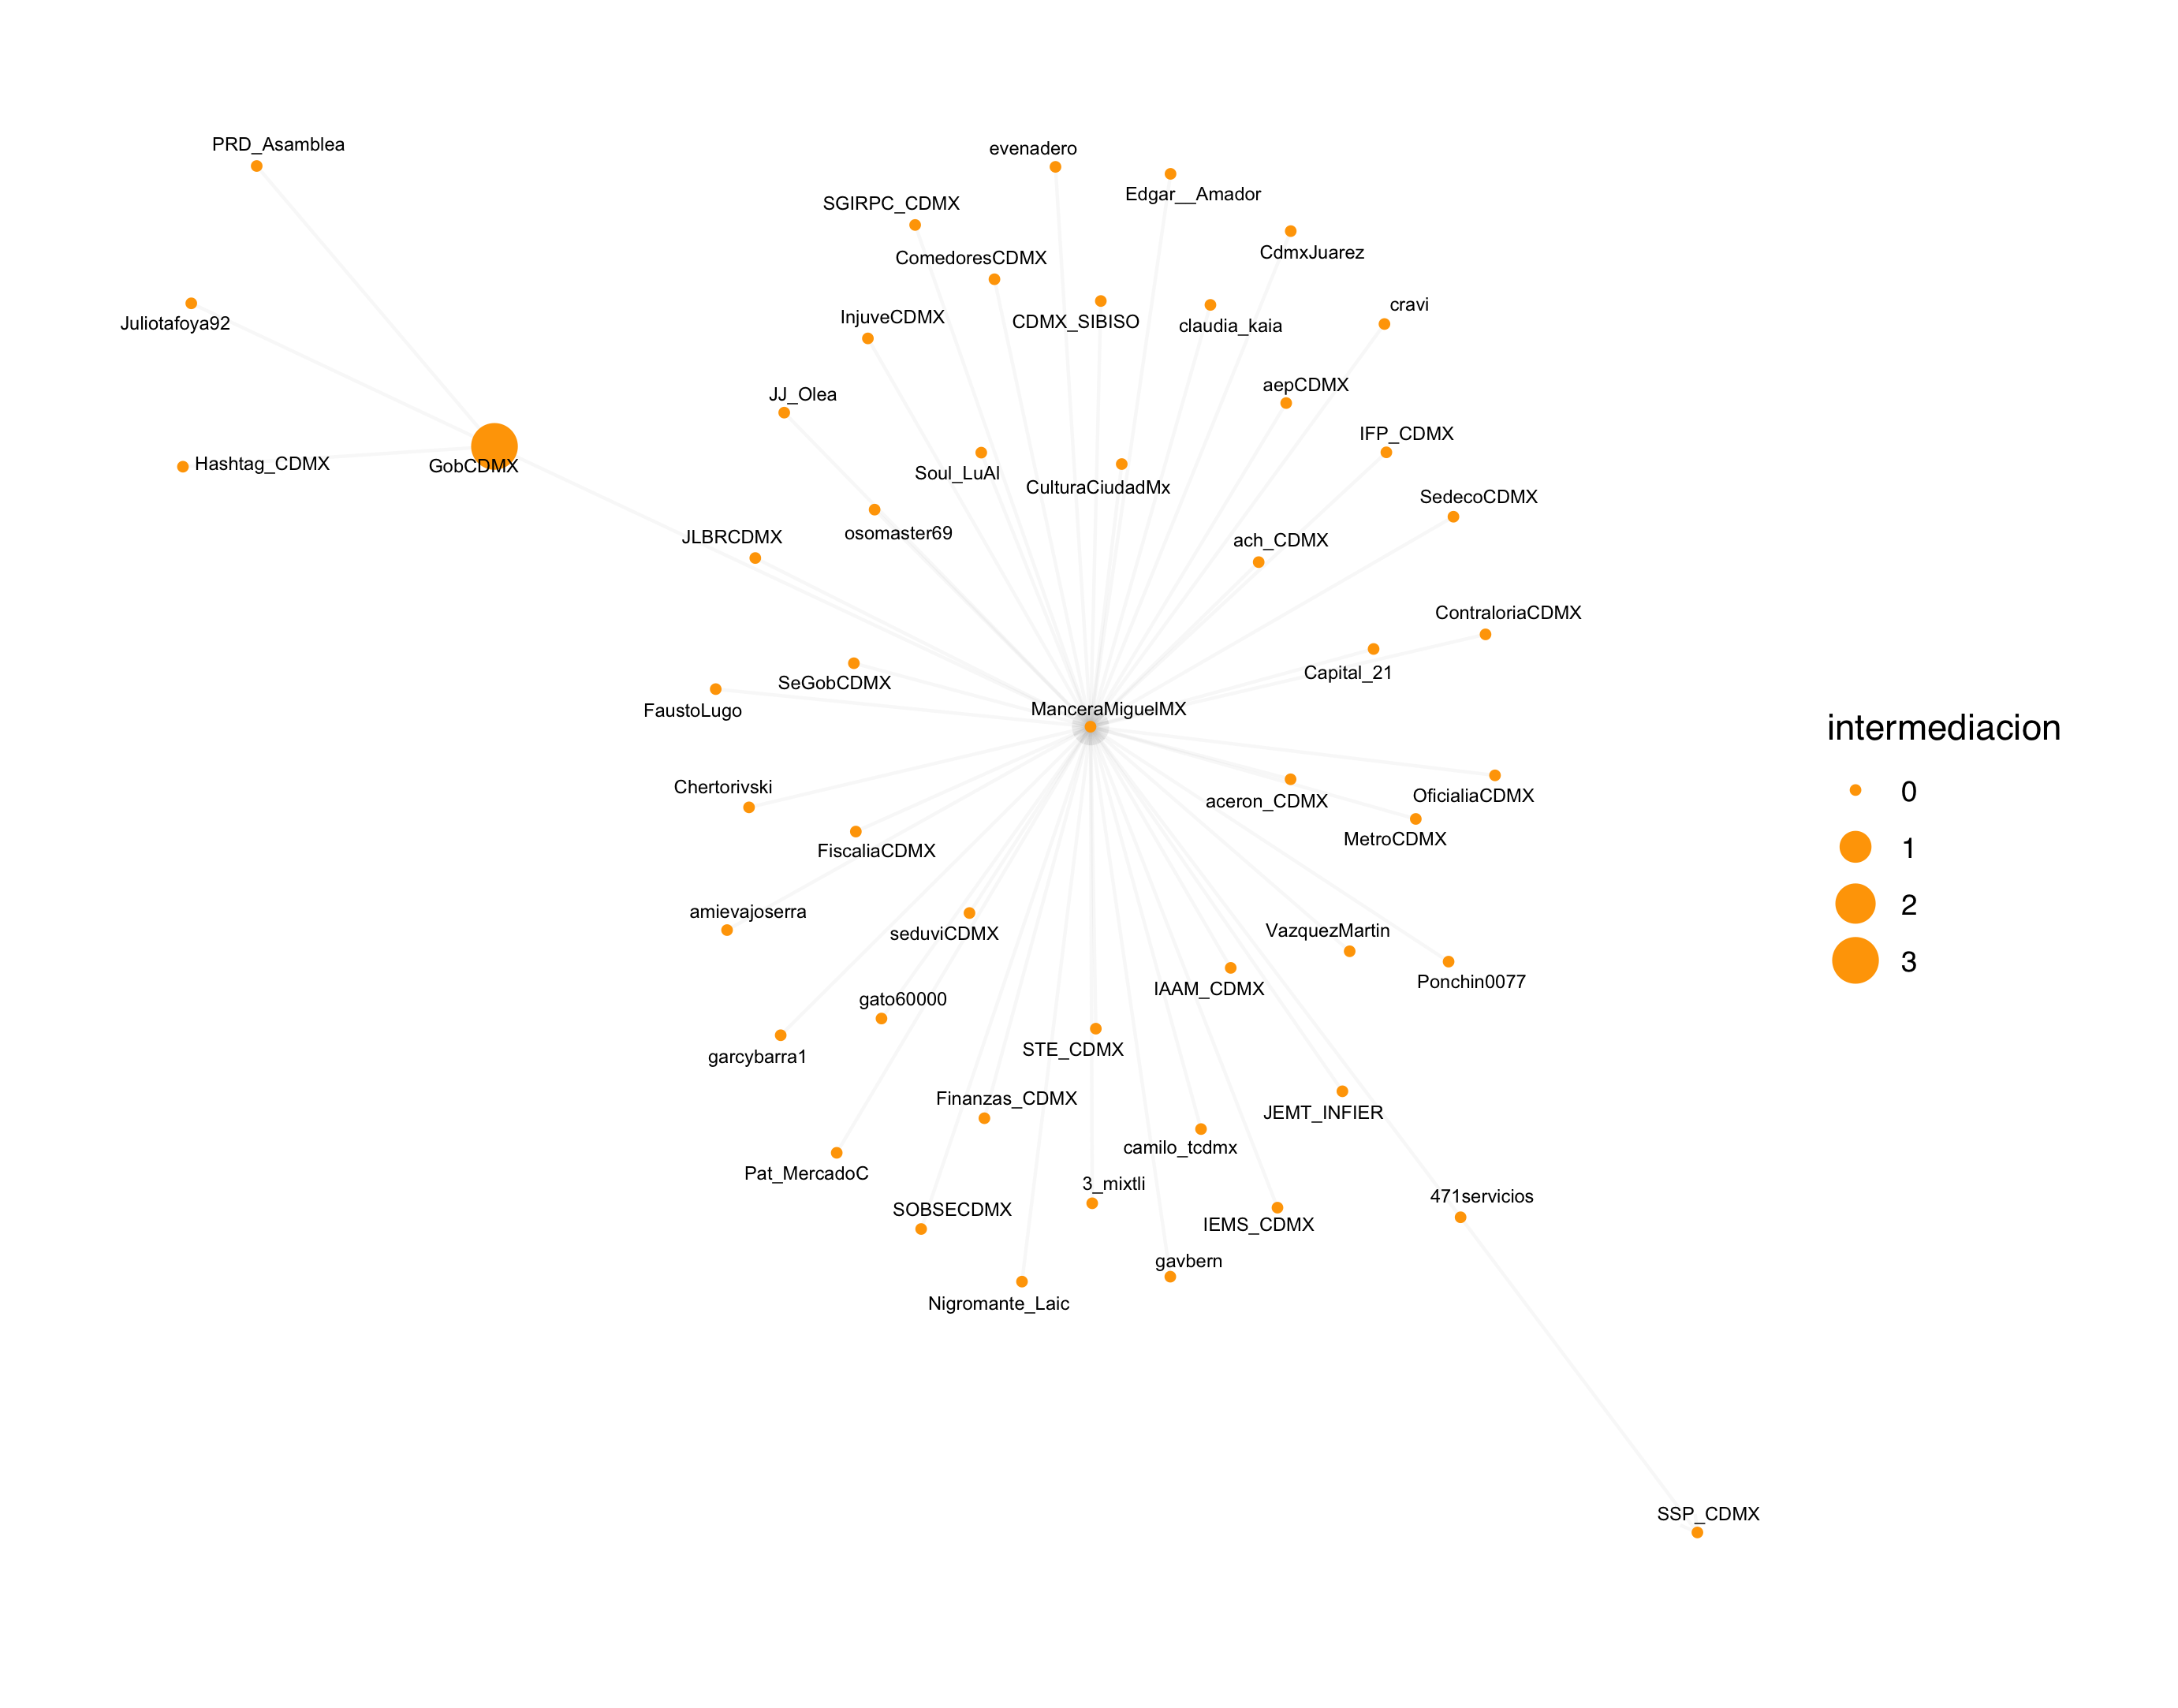 PRD_Asamblea
evenadero
Edgar__Amador
SGIRPC_CDMX
CdmxJuarez
ComedoresCDMX
cravi
InjuveCDMX
CDMX_SIBISO
claudia_kaia
Juliotafoya92
aepCDMX
JJ_Olea
IFP_CDMX
Hashtag_CDMX
GobCDMX
Soul_LuAl
CulturaCiudadMx
SedecoCDMX
osomaster69
JLBRCDMX
ach_CDMX
ContraloriaCDMX
Capital_21
SeGobCDMX
FaustoLugo
ManceraMiguelMX
intermediacion
0
1
2
3
Chertorivski
aceron_CDMX
OficialiaCDMX
MetroCDMX
FiscaliaCDMX
amievajoserra
seduviCDMX
VazquezMartin
Ponchin0077
IAAM_CDMX
gato60000
garcybarra1
STE_CDMX
Finanzas_CDMX
JEMT_INFIER
camilo_tcdmx
Pat_MercadoC
3_mixtli
471servicios
SOBSECDMX
IEMS_CDMX
gavbern
Nigromante_Laic
SSP_CDMX